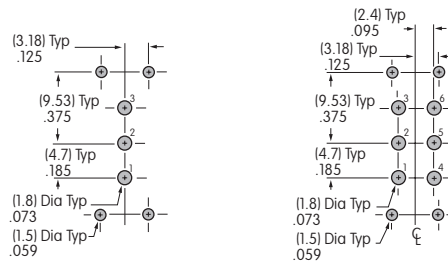 (3.18) Typ
.125
3
(9.53) Typ
.375
2
(4.7) Typ
.185
1
(1.8) Dia Typ
.073
(1.5) Dia Typ
.059
(2.4) Typ
.095
(3.18) Typ
.125
3 6
(9.53) Typ
.375
2 5
(4.7) Typ
.185
1 4
(1.8) Dia Typ
.073
(1.5) Dia Typ
.059
℄